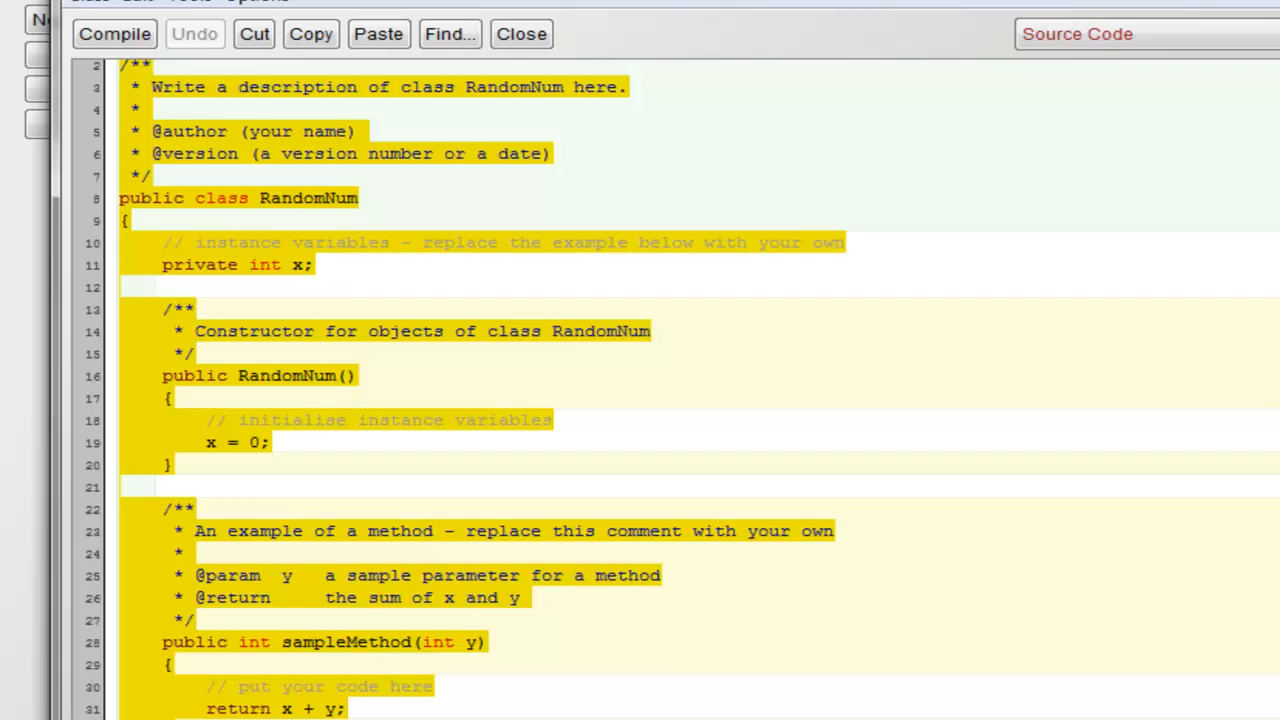 Class Edit Tools Options
Compile Undo Cut Copy Paste Find... Close Source Code
2 /**
3 * Write a description of class RandomNum here.
4 *
5 * @author (your name)
6 * @version (a version number or a date)
7 */
8 public class RandomNum
9 {
10 // instance variables - replace the example below with your own
11 private int x;
12
13 /**
14 * Constructor for objects of class RandomNum
15 */
16 public RandomNum()
17 {
18 // initialise instance variables
19 x = 0;
20 }
21
22 /**
23 * An example of a method - replace this comment with your own
24 *
25 * @param y a sample parameter for a method
26 * @return the sum of x and y
27 */
28 public int sampleMethod(int y)
29 {
30 // put your code here
31 return x + y;